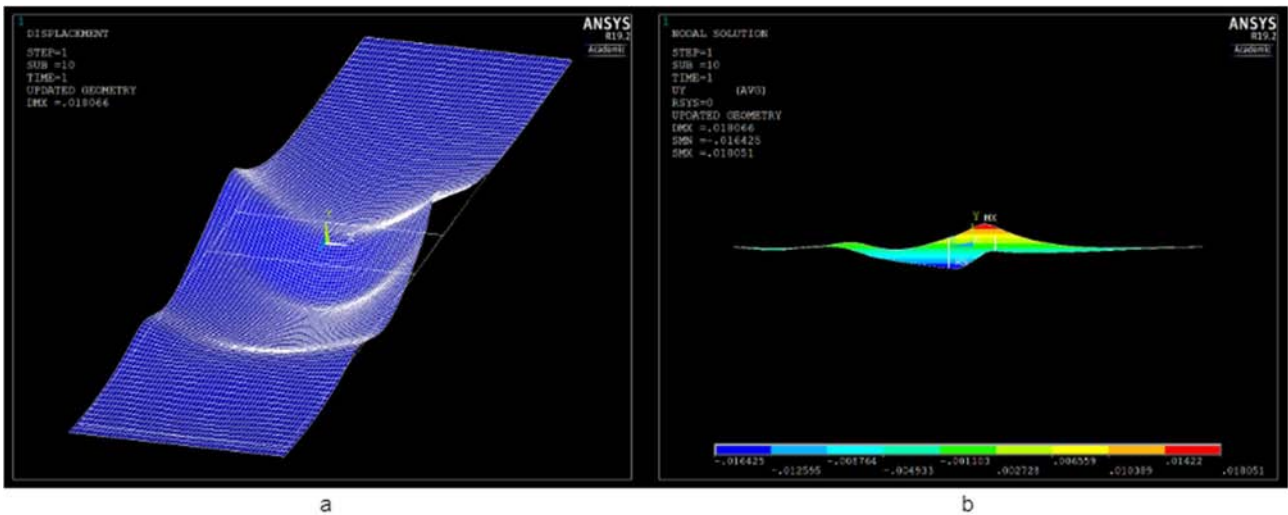 1
DISPLACEMENT
STEP=1
SUB =10
TIME=1
UPDATED GEOMETRY
DMX =.018066
ANSYS
R19.2
Academic
Y
X
a
1
NODAL SOLUTION
STEP=1
SUB =10
TIME=1
UY (AVG)
RSYS=0
UPDATED GEOMETRY
DMX =.018066
SMN =-.016425
SMX =.018051
ANSYS
R19.2
Academic
Y MX
-.016425 -.001764 -.001103 .006559 .01422
-.012595 -.004933 .002728 .010389 .018051
b